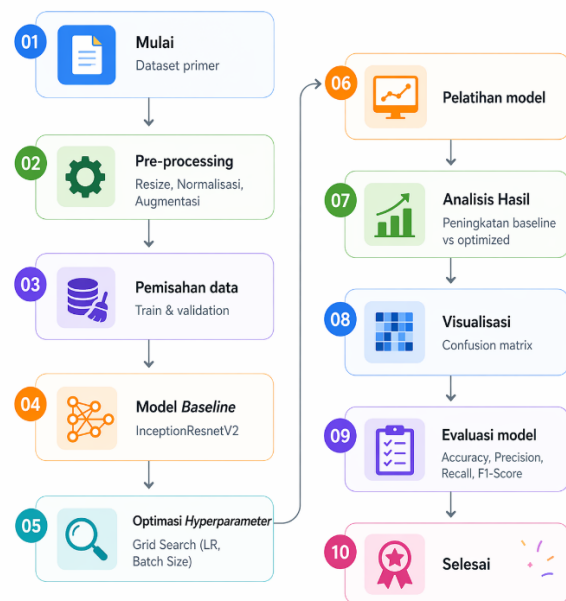 01
Mulai
Dataset primer
02
Pre-processing
Resize, Normalisasi,
Augmentasi
03
Pemisahan data
Train & validation
04
Model Baseline
InceptionResnetV2
05
Optimasi Hyperparameter
Grid Search (LR,
Batch Size)
06
Pelatihan model
07
Analisis Hasil
Peningkatan baseline
vs optimized
08
Visualisasi
Confusion matrix
09
Evaluasi model
Accuracy, Precision,
Recall, F1-Score
10
Selesai